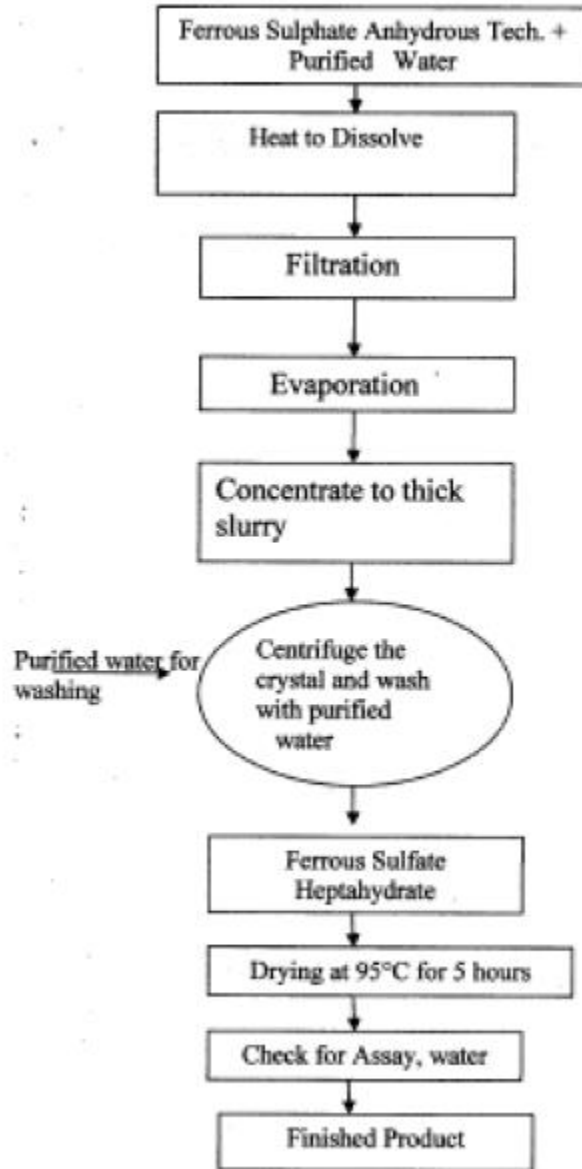 Ferrous Sulphate Anhydrous Tech. +
Purified Water
Heat to Dissolve
Filtration
Evaporation
Concentrate to thick
slurry
Purified water for
washing
Centrifuge the
crystal and wash
with purified
water
Ferrous Sulfate
Heptahydrate
Drying at 95°C for 5 hours
Check for Assay, water
Finished Product